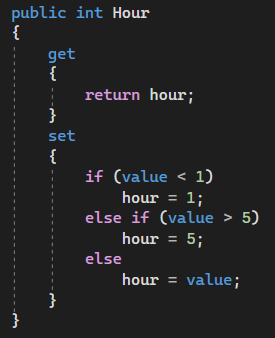 public int Hour
{
    get
    {
        return hour;
    }
    set
    {
        if (value < 1)
            hour = 1;
        else if (value > 5)
            hour = 5;
        else
            hour = value;
    }
}